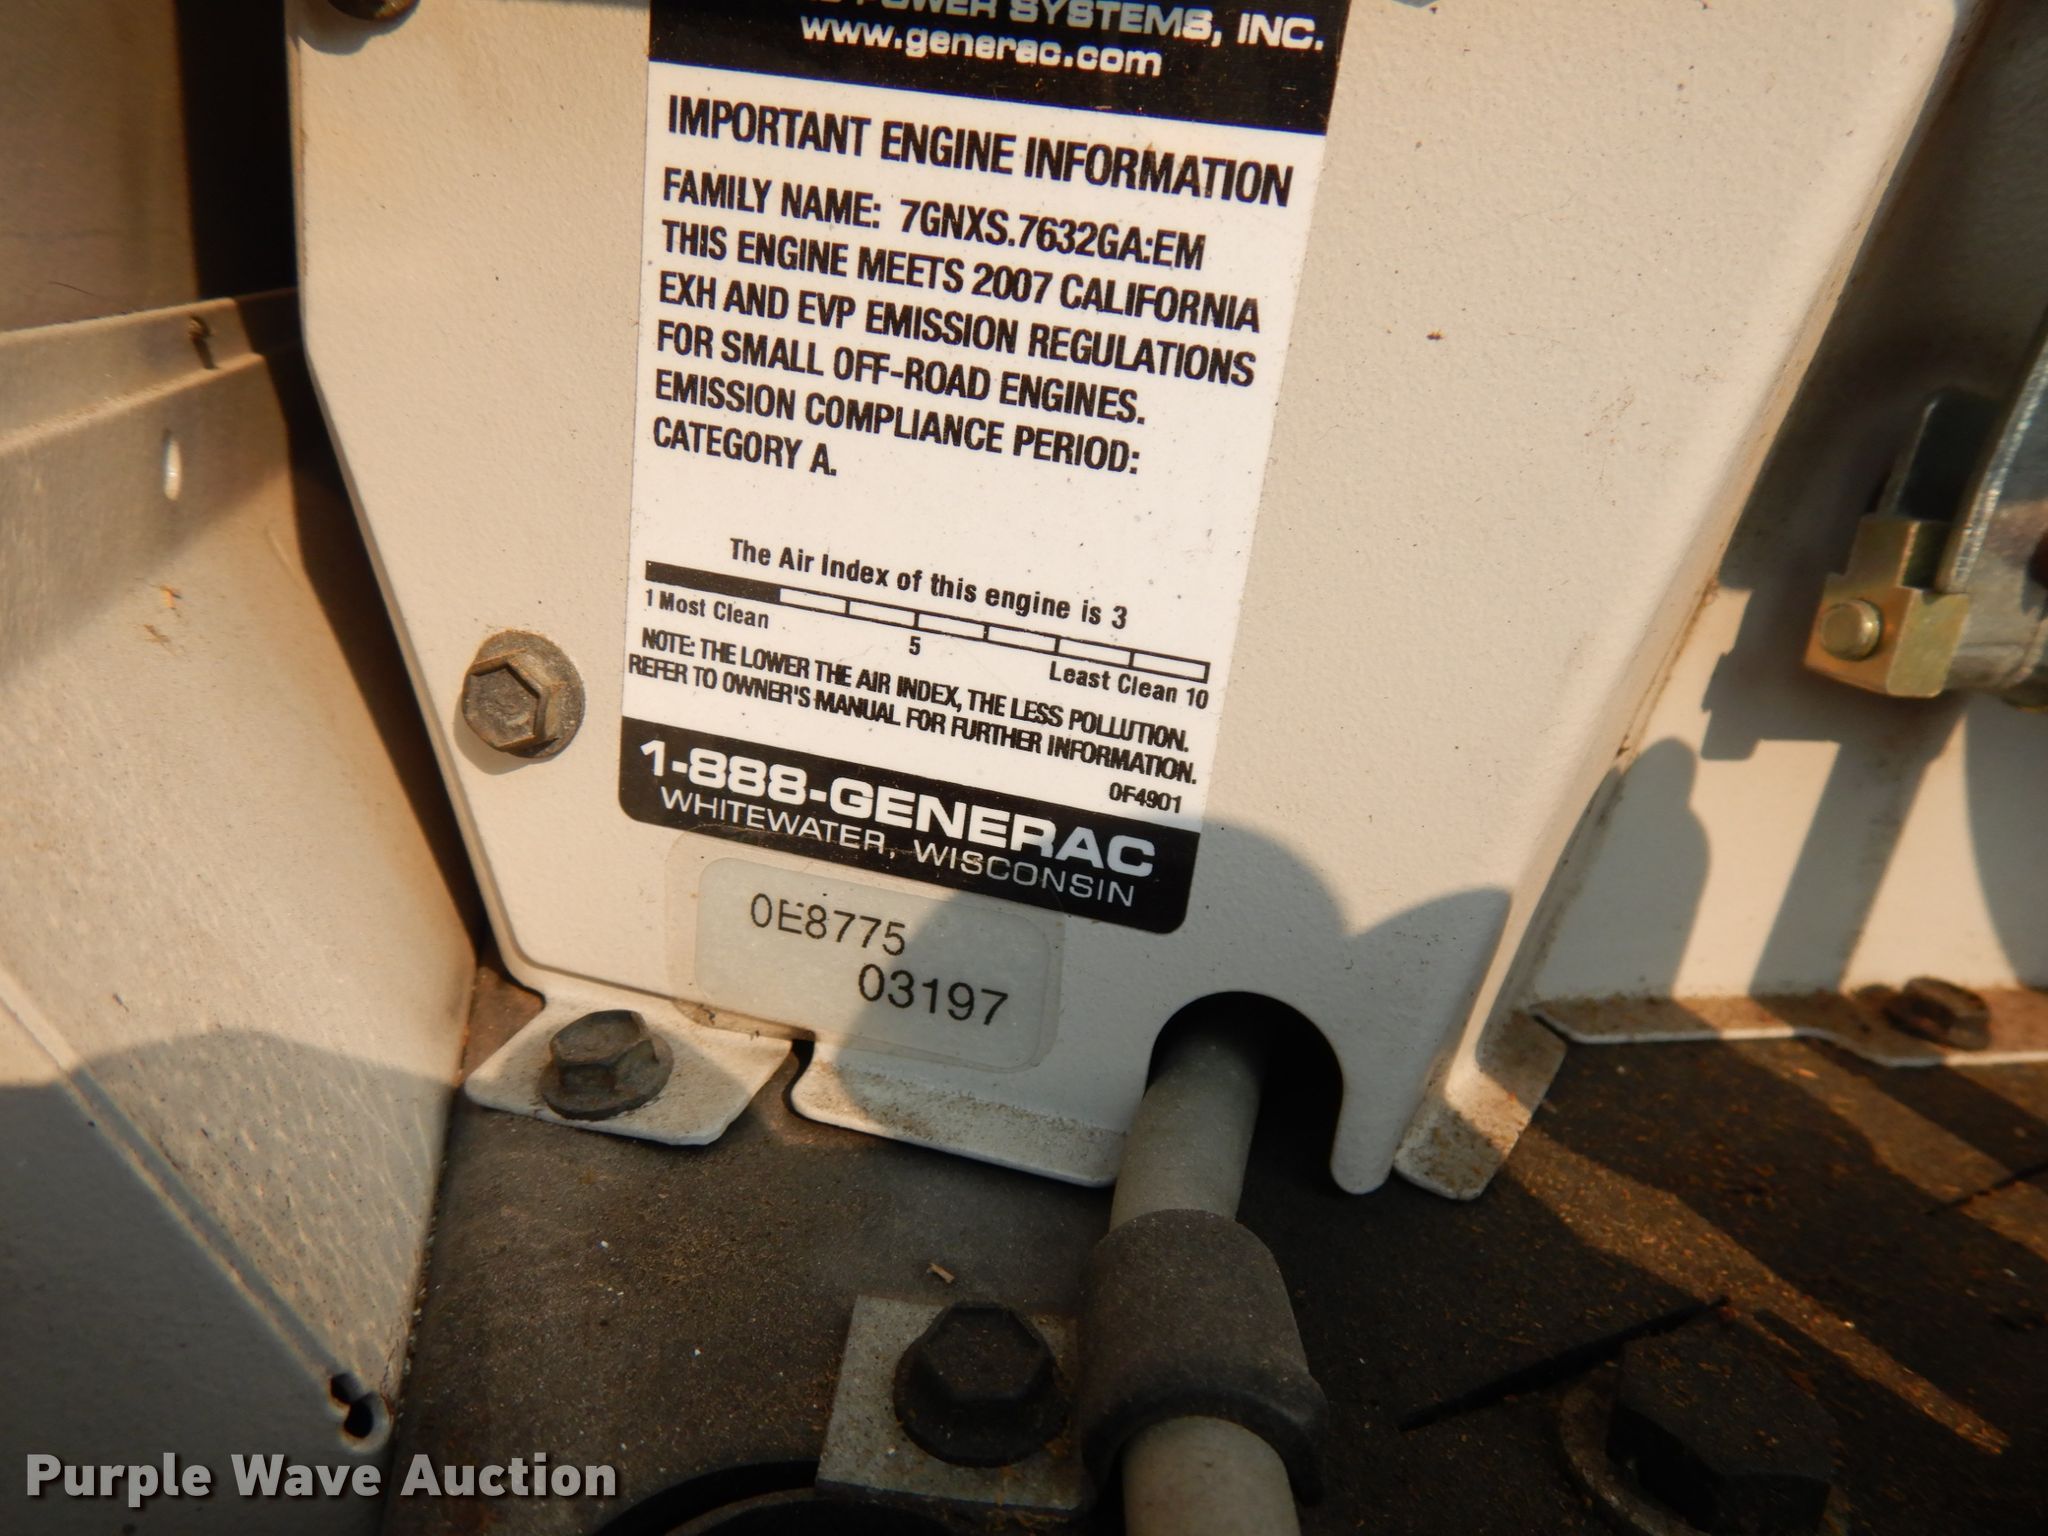 POWER SYSTEMS, INC.
www.generac.com
IMPORTANT ENGINE INFORMATION
FAMILY NAME: 7GNXS.7632GA:EM
THIS ENGINE MEETS 2007 CALIFORNIA
EXH AND EVP EMISSION REGULATIONS
FOR SMALL OFF-ROAD ENGINES.
EMISSION COMPLIANCE PERIOD:
CATEGORY A.
The Air Index of this engine is 3
1 Most Clean
5
Least Clean 10
NOTE: THE LOWER THE AIR INDEX, THE LESS POLLUTION.
REFER TO OWNER'S MANUAL FOR FURTHER INFORMATION.
0F4901
1-888-GENERAC
WHITEWATER, WISCONSIN
0E8775
03197
Purple Wave Auction